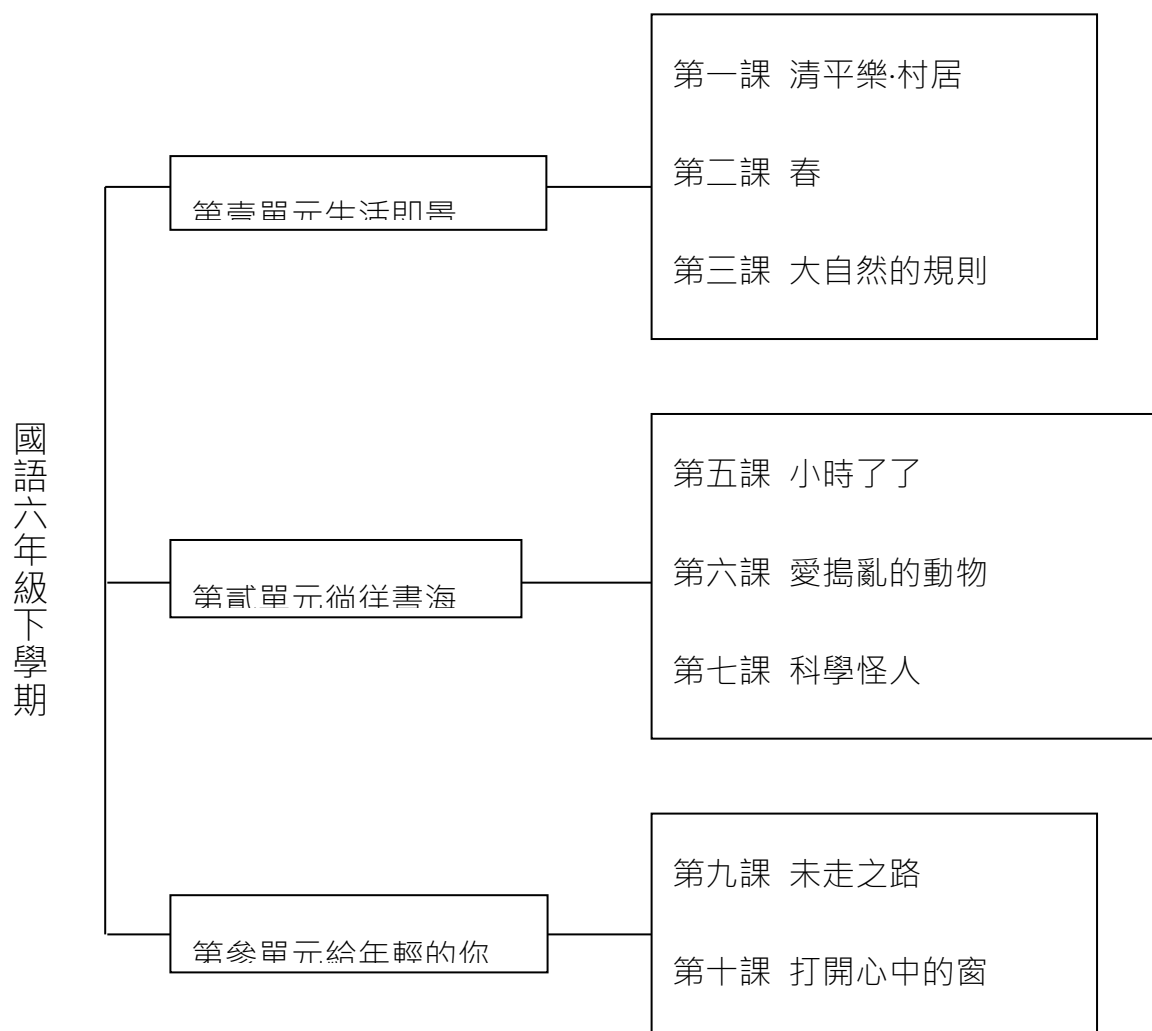 國語六年級下學期
第壹單元生活即景
第一課 清平樂·村居
第二課 春
第三課 大自然的規則
第貳單元徜徉書海
第五課 小時了了
第六課 愛搗亂的動物
第七課 科學怪人
第參單元給年輕的你
第九課 未走之路
第十課 打開心中的窗